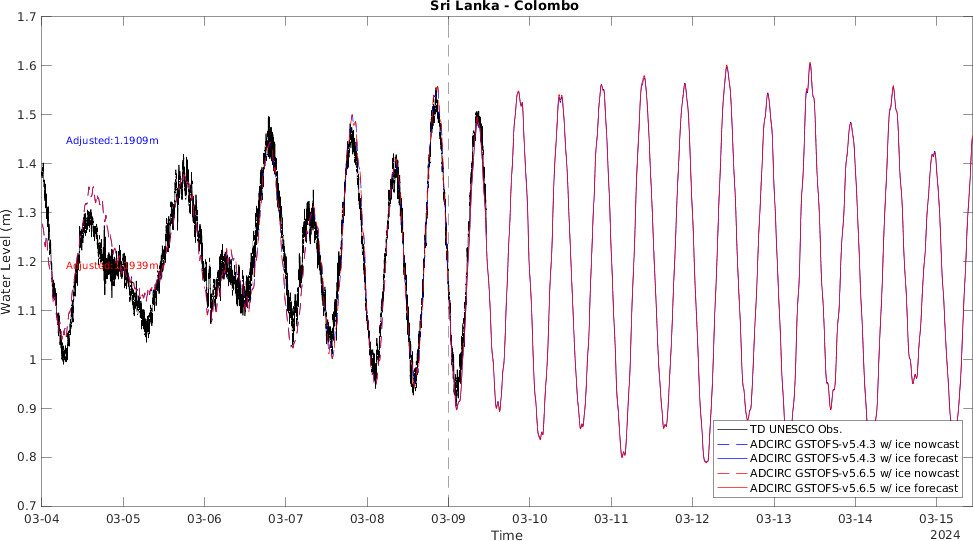 Sri Lanka - Colombo
1.7
1.6
1.5
1.4
1.3
1.2
1.1
1
0.9
0.8
0.7
Water Level (m)
Adjusted:1.1909m
03-04
03-05
03-06
03-07
03-08
03-09
03-10
03-11
03-12
03-13
03-14
03-15
2024
Time
TD UNESCO Obs.
ADCIRC GSTOFS-v5.4.3 w/ ice nowcast
ADCIRC GSTOFS-v5.4.3 w/ ice forecast
ADCIRC GSTOFS-v5.6.5 w/ ice nowcast
ADCIRC GSTOFS-v5.6.5 w/ ice forecast